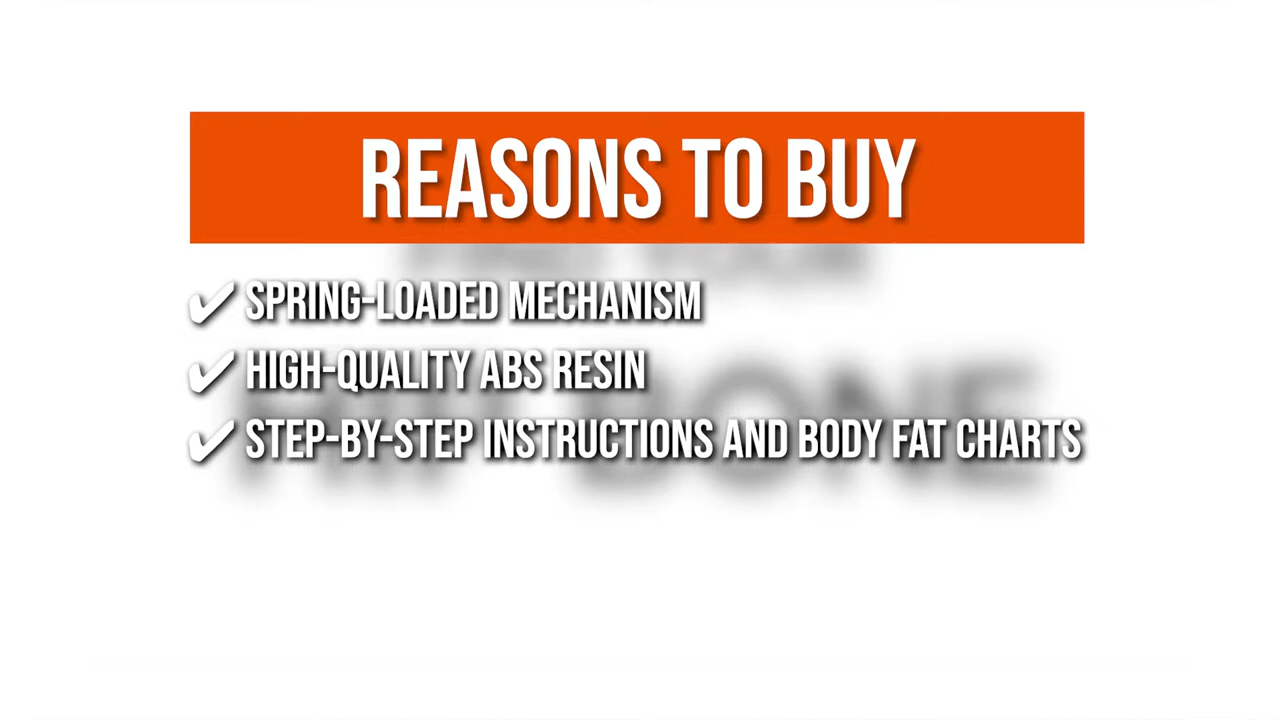 REASONS TO BUY
✔ SPRING-LOADED MECHANISM
✔ HIGH-QUALITY ABS RESIN
✔ STEP-BY-STEP INSTRUCTIONS AND BODY FAT CHARTS